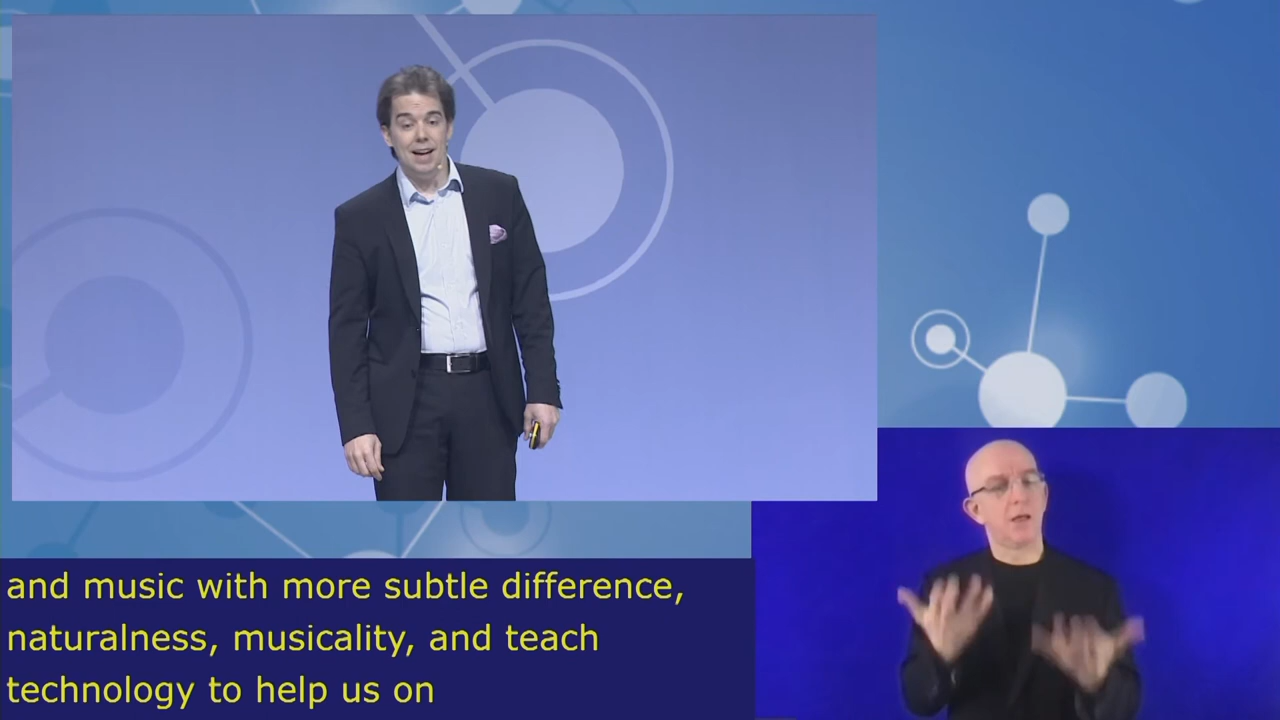 and music with more subtle difference,
naturalness, musicality, and teach
technology to help us on